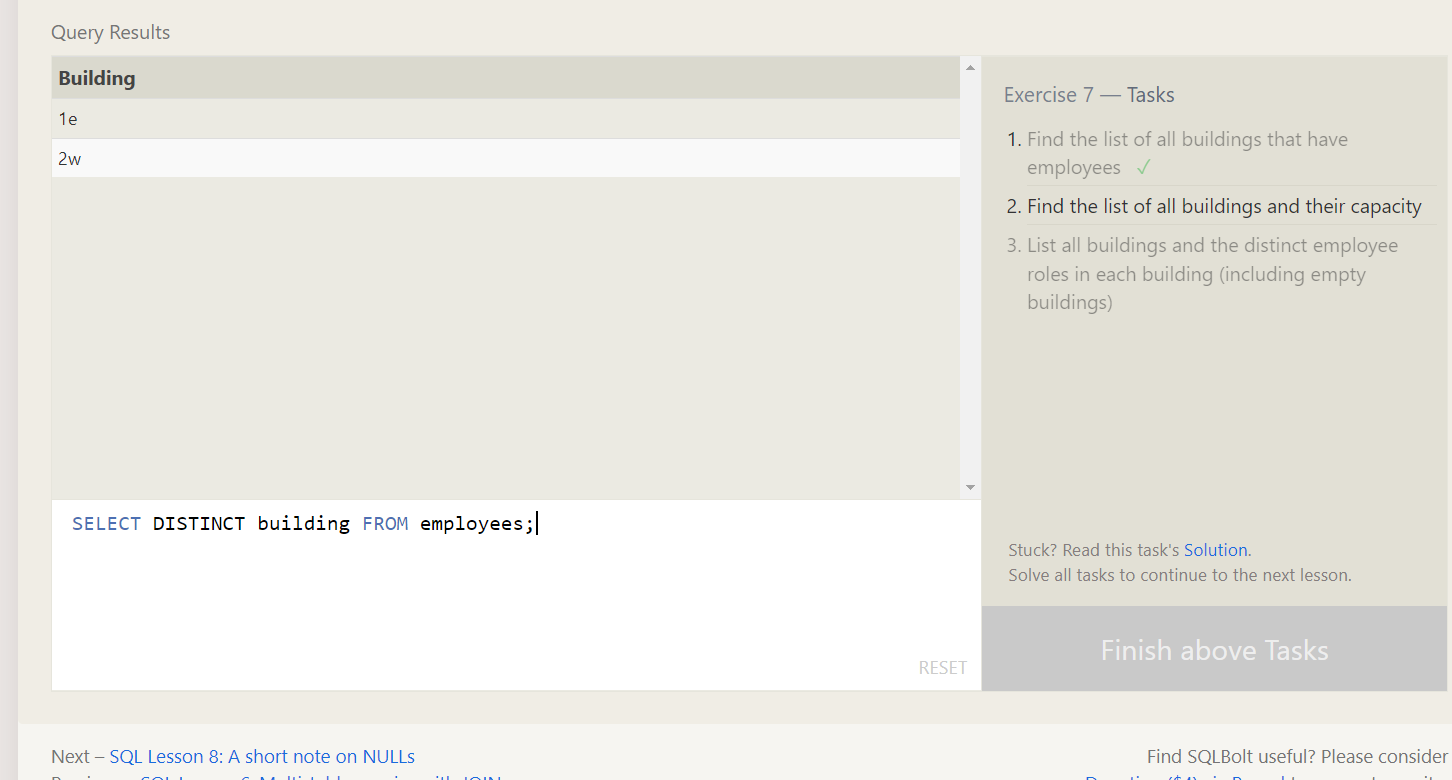 Query Results
Building
1e
2w
SELECT DISTINCT building FROM employees;
RESET
Exercise 7 — Tasks
1. Find the list of all buildings that have
employees ✓
2. Find the list of all buildings and their capacity
3. List all buildings and the distinct employee
roles in each building (including empty
buildings)
Stuck? Read this task's Solution.
Solve all tasks to continue to the next lesson.
Finish above Tasks
Next – SQL Lesson 8: A short note on NULLs
Find SQLBolt useful? Please consider